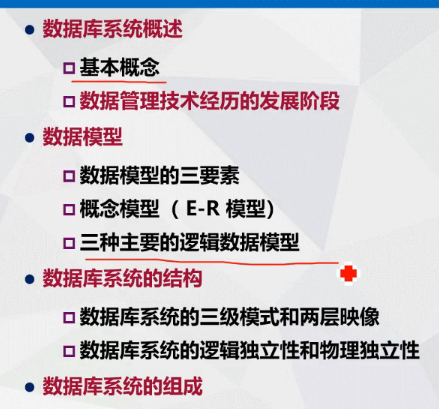 数据库系统概述
基本概念
数据管理技术经历的发展阶段
数据模型
数据模型的三要素
概念模型（ E-R 模型）
三种主要的逻辑数据模型
数据库系统的结构
数据库系统的三级模式和两层映像
数据库系统的逻辑独立性和物理独立性
数据库系统的组成